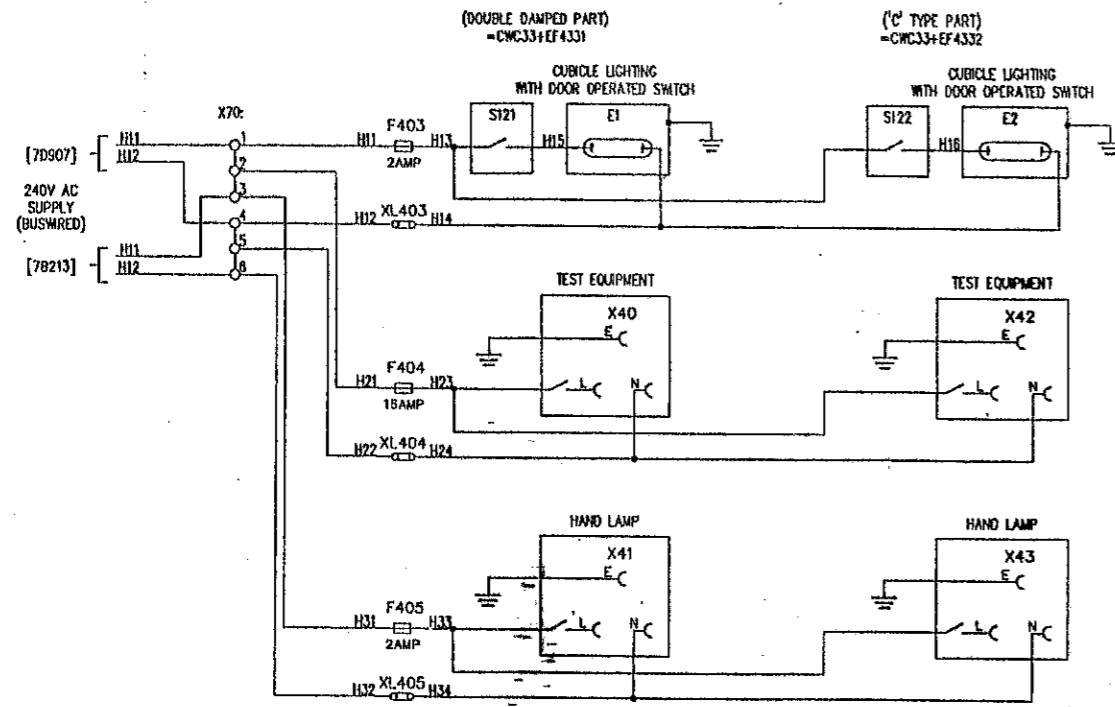 (DOUBLE DAMPED PART)
=CWC33+EF4331
('C' TYPE PART)
=CWC33+EF4332
CUBICLE LIGHTING
WITH DOOR OPERATED SWITCH
CUBICLE LIGHTING
WITH DOOR OPERATED SWITCH
X70:
F403
S121
E1
S122
E2
H11
1
H11
H13
H15
H16
[7D907]
H12
2AMP
2
240V AC
SUPPLY
(BUSWIRED)
3
4
H12
XL403
H14
H11
5
[7B213]
H12
6
TEST EQUIPMENT
TEST EQUIPMENT
X40
X42
E
E
F404
H21
H23
L
N
L
N
16AMP
H22
XL404
H24
HAND LAMP
HAND LAMP
X41
X43
E
E
F405
H31
H33
L
N
L
N
2AMP
H32
XL405
H34